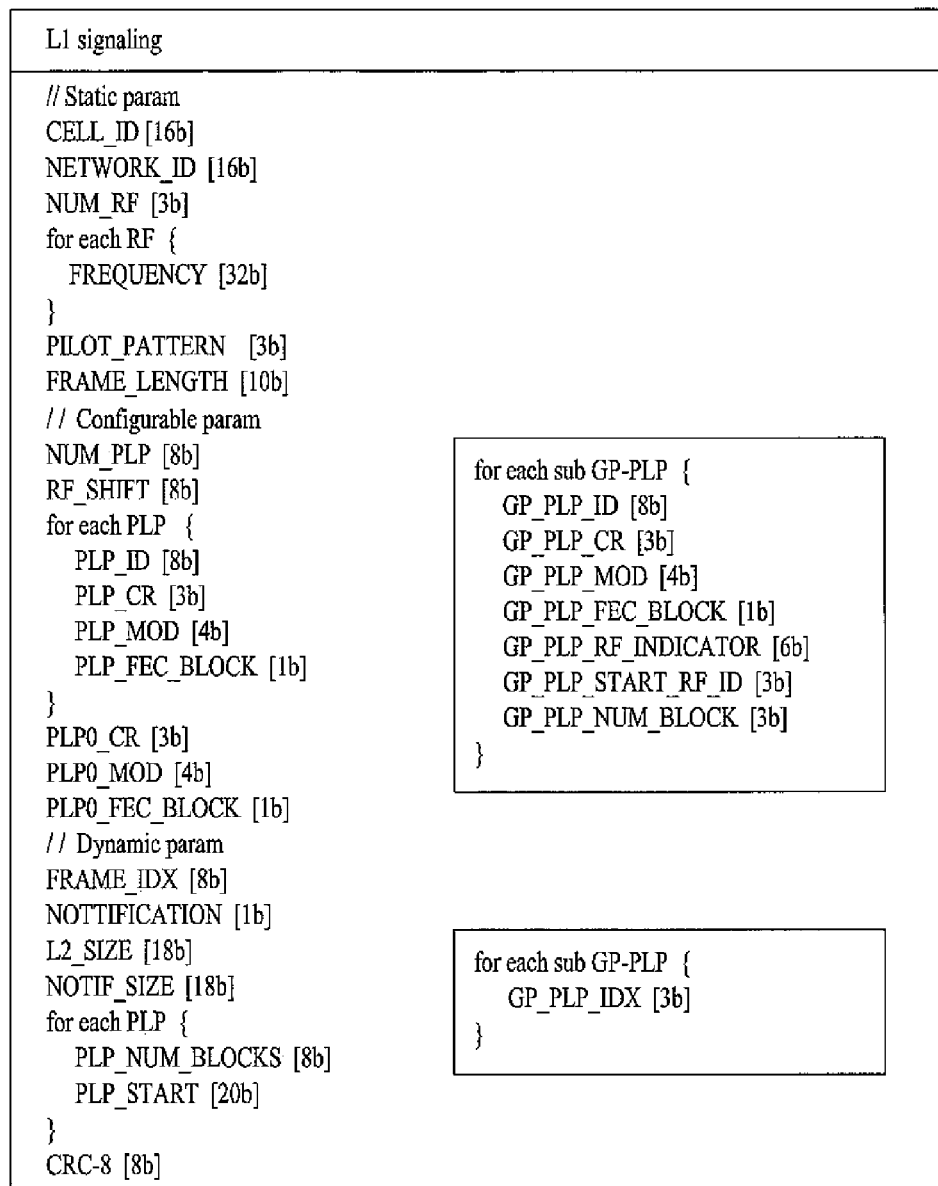 L1 signaling
// Static param
CELL_ID [16b]
NETWORK_ID [16b]
NUM_RF [3b]
for each RF {
FREQUENCY [32b]
}
PILOT_PATTERN [3b]
FRAME_LENGTH [10b]
// Configurable param
NUM_PLP [8b]
RF_SHIFT [8b]
for each PLP {
PLP_ID [8b]
PLP_CR [3b]
PLP_MOD [4b]
PLP_FEC_BLOCK [1b]
}
PLP0_CR [3b]
PLP0_MOD [4b]
PLP0_FEC_BLOCK [1b]
// Dynamic param
FRAME_IDX [8b]
NOTTIFICATION [1b]
L2_SIZE [18b]
NOTIF_SIZE [18b]
for each PLP {
PLP_NUM_BLOCKS [8b]
PLP_START [20b]
}
CRC-8 [8b]
for each sub GP-PLP {
GP_PLP_ID [8b]
GP_PLP_CR [3b]
GP_PLP_MOD [4b]
GP_PLP_FEC_BLOCK [1b]
GP_PLP_RF_INDICATOR [6b]
GP_PLP_START_RF_ID [3b]
GP_PLP_NUM_BLOCK [3b]
}
for each sub GP-PLP {
GP_PLP_IDX [3b]
}